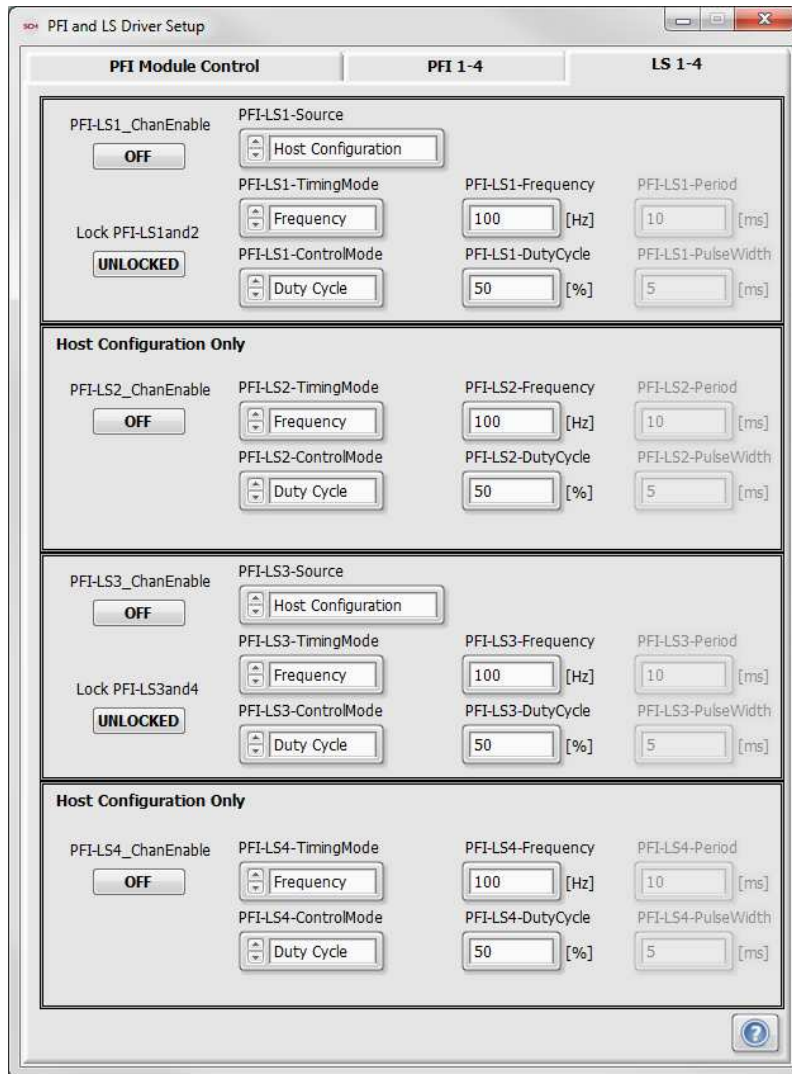 SCM PFI and LS Driver Setup
PFI Module Control PFI 1-4 LS 1-4
PFI-LS1_ChanEnable PFI-LS1-Source
OFF Host Configuration
PFI-LS1-TimingMode PFI-LS1-Frequency PFI-LS1-Period
Frequency 100 [Hz] 10 [ms]
Lock PFI-LS1and2
PFI-LS1-ControlMode PFI-LS1-DutyCycle PFI-LS1-PulseWidth
UNLOCKED
Duty Cycle 50 [%] 5 [ms]
Host Configuration Only
PFI-LS2_ChanEnable PFI-LS2-TimingMode PFI-LS2-Frequency PFI-LS2-Period
OFF Frequency 100 [Hz] 10 [ms]
PFI-LS2-ControlMode PFI-LS2-DutyCycle PFI-LS2-PulseWidth
Duty Cycle 50 [%] 5 [ms]
PFI-LS3_ChanEnable PFI-LS3-Source
OFF Host Configuration
PFI-LS3-TimingMode PFI-LS3-Frequency PFI-LS3-Period
Frequency 100 [Hz] 10 [ms]
Lock PFI-LS3and4
PFI-LS3-ControlMode PFI-LS3-DutyCycle PFI-LS3-PulseWidth
UNLOCKED
Duty Cycle 50 [%] 5 [ms]
Host Configuration Only
PFI-LS4_ChanEnable PFI-LS4-TimingMode PFI-LS4-Frequency PFI-LS4-Period
OFF Frequency 100 [Hz] 10 [ms]
PFI-LS4-ControlMode PFI-LS4-DutyCycle PFI-LS4-PulseWidth
Duty Cycle 50 [%] 5 [ms]